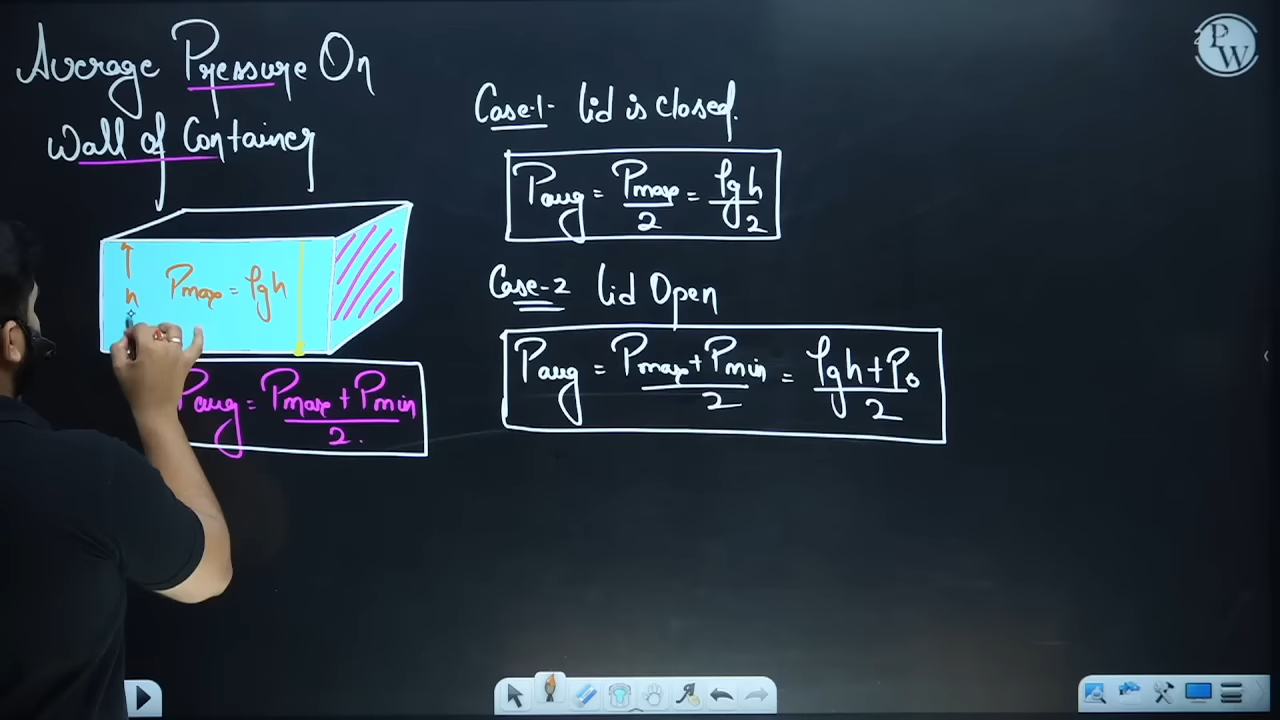 Average Pressure On
Wall of Container
h
Pmax = ρgh
Pavg = Pmax + Pmin / 2.
Case-1- Lid is closed.
Pavg = Pmax / 2 = ρgh / 2
Case-2 Lid Open
Pavg = Pmax + Pmin / 2 = ρgh + P₀ / 2
PW